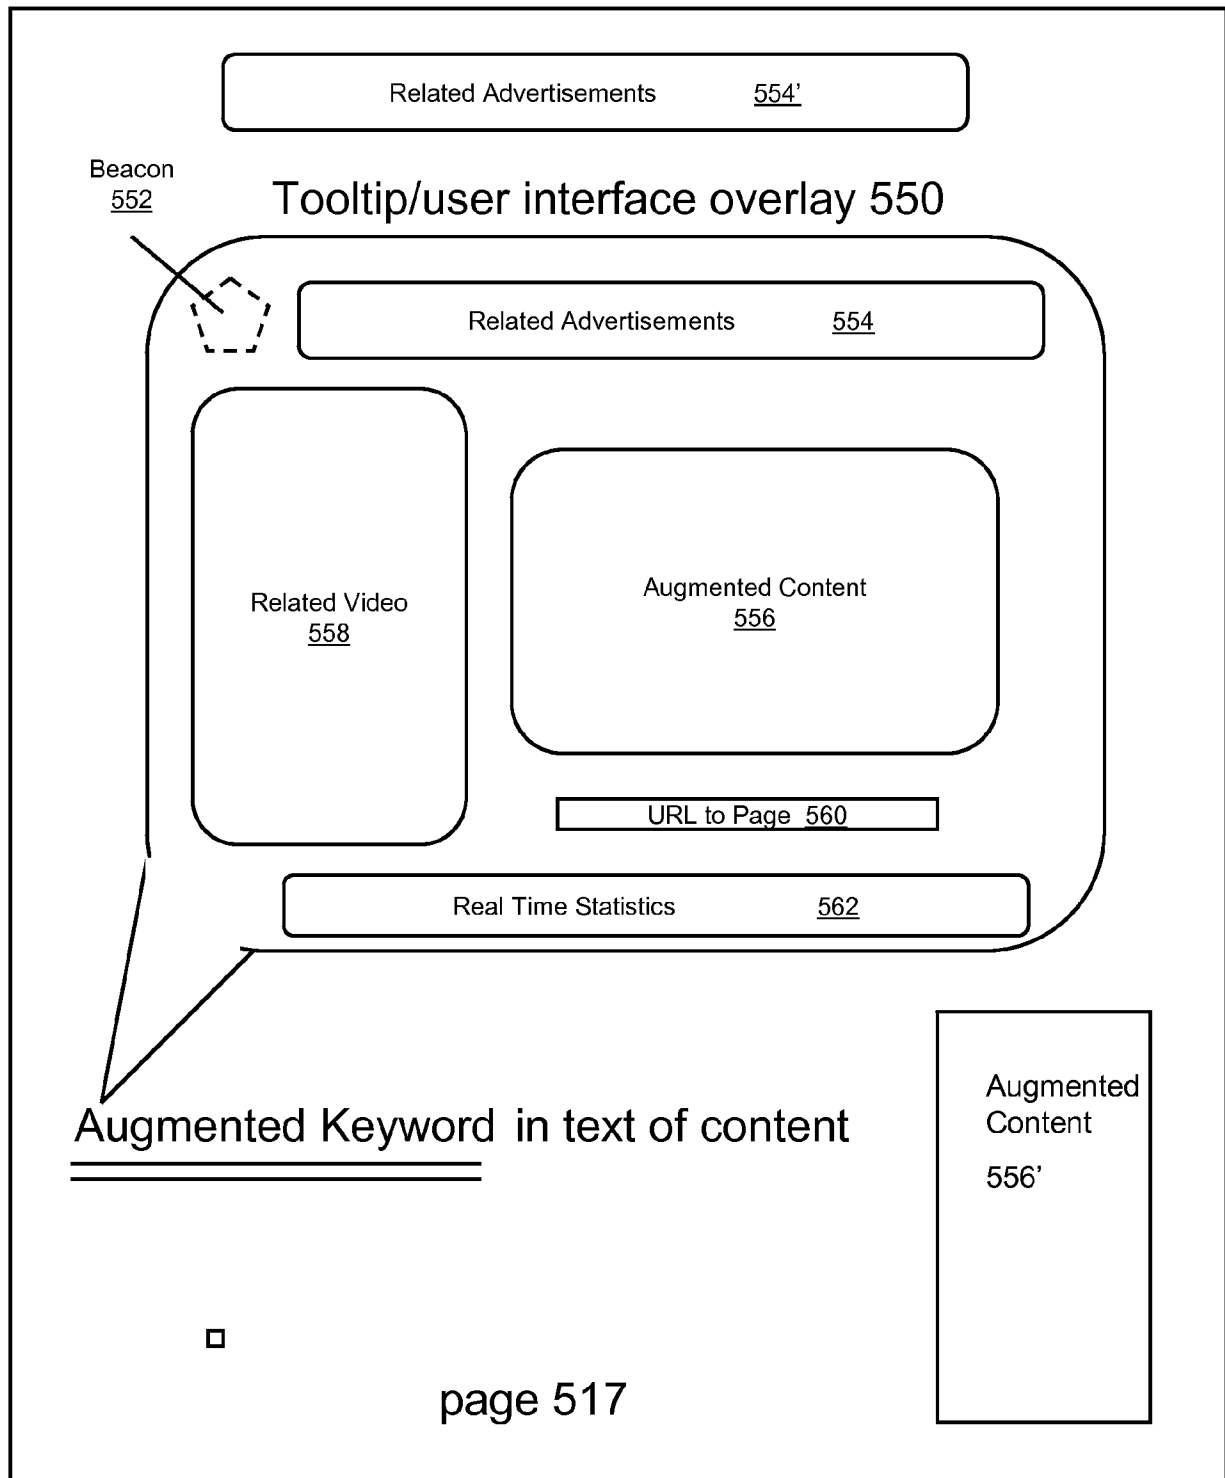 Related Advertisements 554’
Beacon
552
Tooltip/user interface overlay 550
Related Advertisements 554
Related Video
558
Augmented Content
556
URL to Page 560
Real Time Statistics 562
Augmented Keyword in text of content
Augmented
Content
556’
page 517